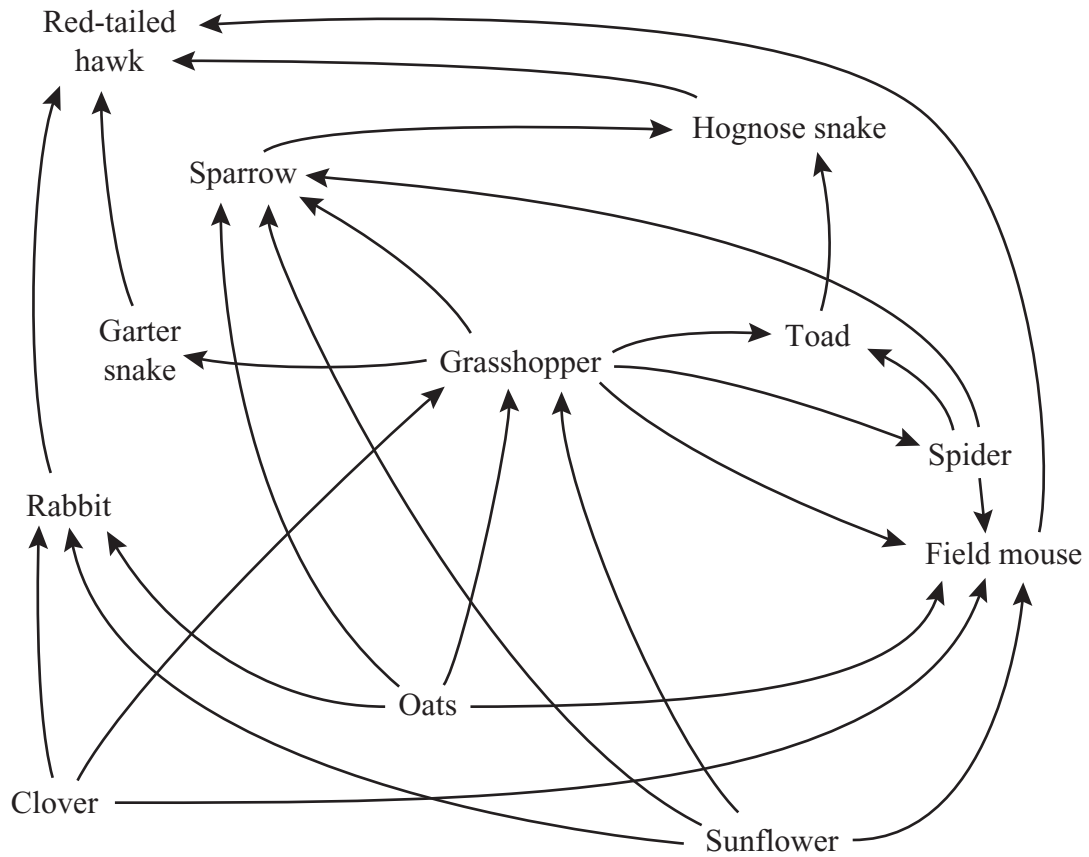 Red-tailed
hawk
Hognose snake
Sparrow
Garter
snake
Grasshopper
Toad
Spider
Rabbit
Field mouse
Oats
Clover
Sunflower